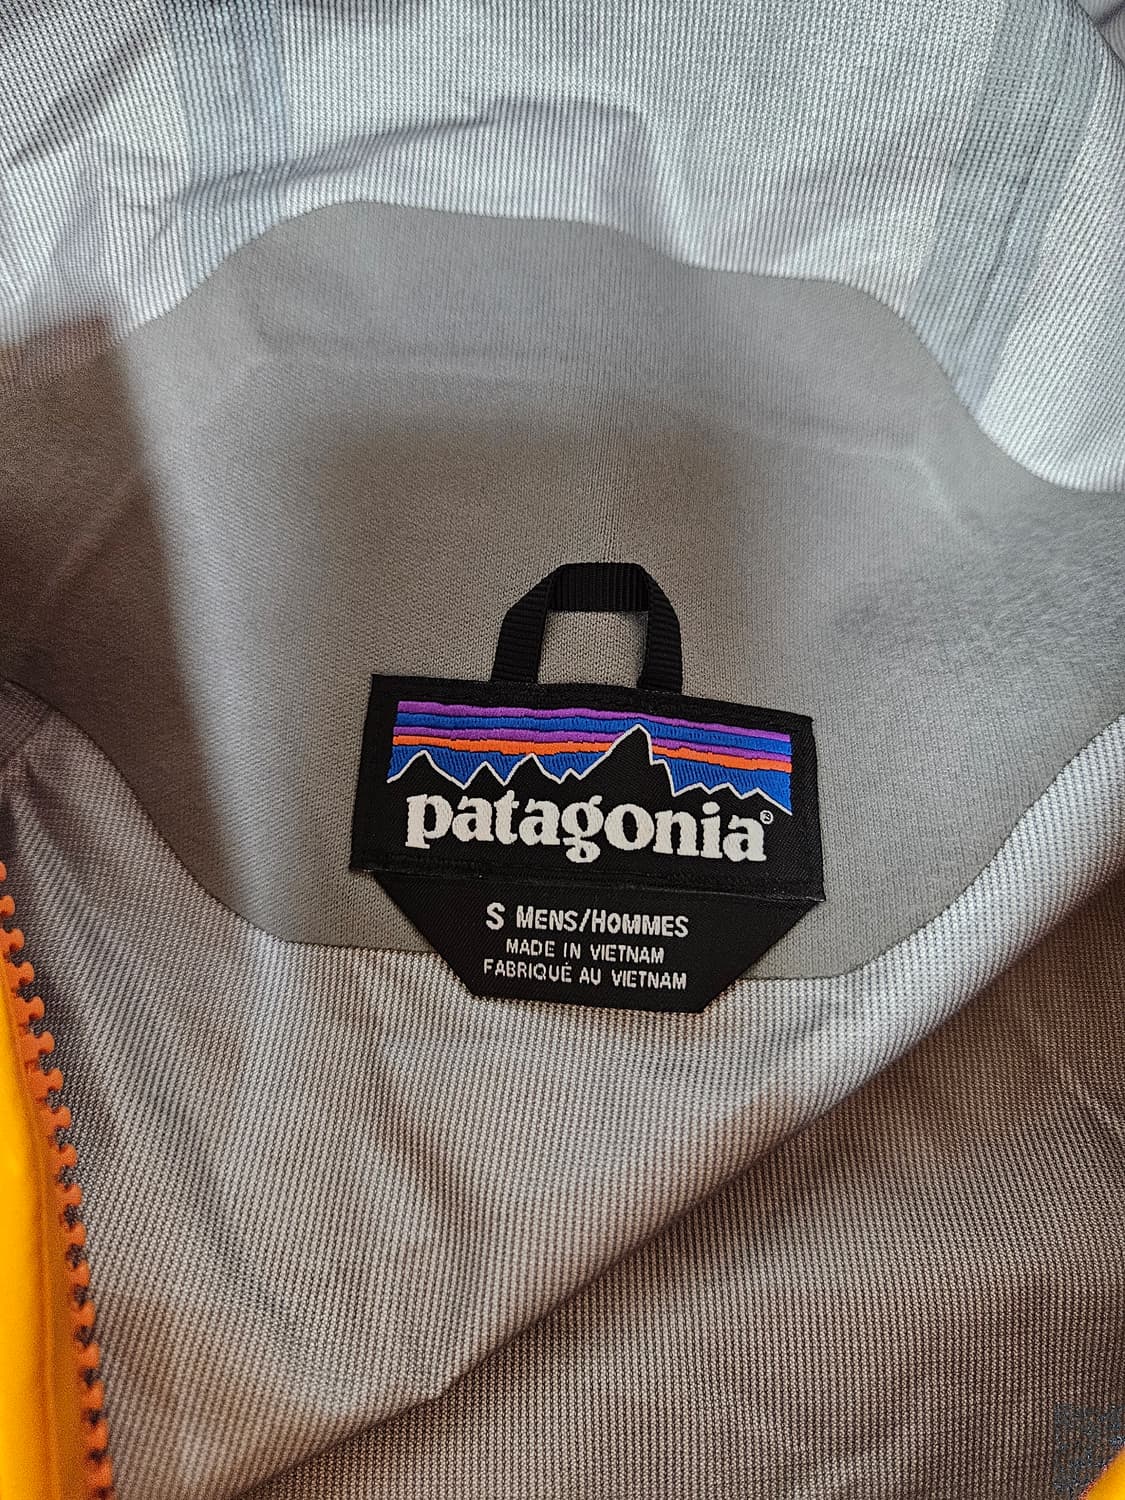 patagonia®
S MENS/HOMMES
MADE IN VIETNAM
FABRIQUÉ AU VIETNAM